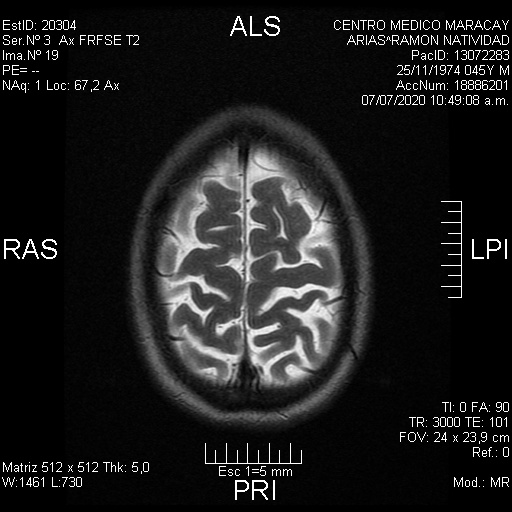 EstID: 20304
Ser.Nº 3 Ax FRFSE T2
Ima.Nº 19
PE= --
NAq: 1 Loc: 67,2 Ax
ALS
CENTRO MEDICO MARACAY
ARIAS^RAMON NATIVIDAD
PacID: 13072283
25/11/1974 045Y M
AccNum: 18886201
07/07/2020 10:49:08 a.m.
RAS
LPI
TI: 0 FA: 90
TR: 3000 TE: 101
FOV: 24 x 23,9 cm
Ref.: 0
Matriz 512 x 512 Thk: 5,0
W:1461 L:730
Esc 1=5 mm
PRI
Mod.: MR